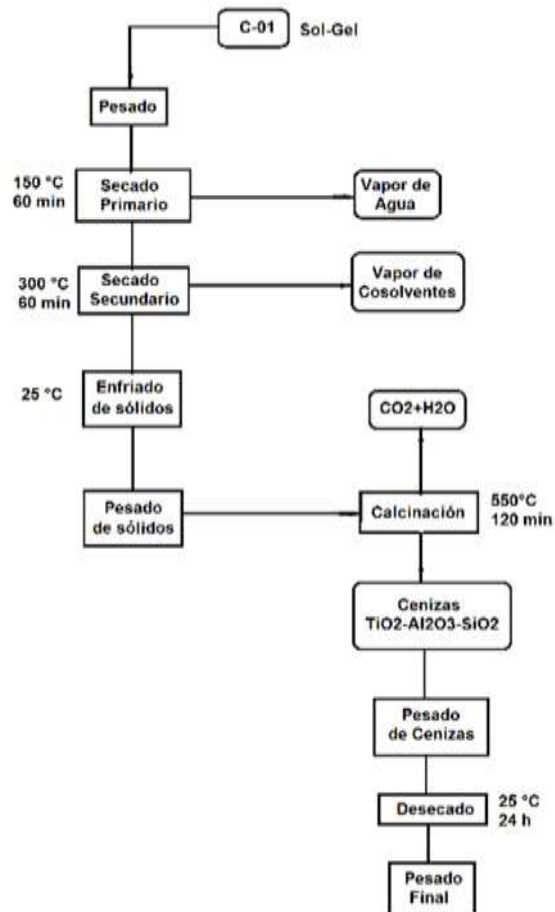 C-01
Sol-Gel
Pesado
150 °C
60 min
Secado
Primario
Vapor de
Agua
300 °C
60 min
Secado
Secundario
Vapor de
Cosolventes
25 °C
Enfriado
de sólidos
CO2+H2O
Pesado
de sólidos
Calcinación
550°C
120 min
Cenizas
TiO2-Al2O3-SiO2
Pesado
de Cenizas
Desecado
25 °C
24 h
Pesado
Final